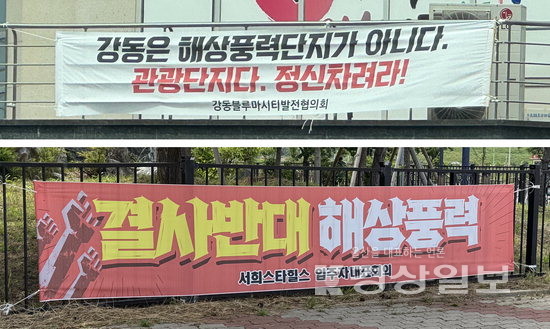 강동은 해상풍력단지가 아니다.
관광단지다. 정신차려라!
강동블루마시티발전협의회
결사반대 해상풍력
서희스타힐스 입주자대표회의
경상일보